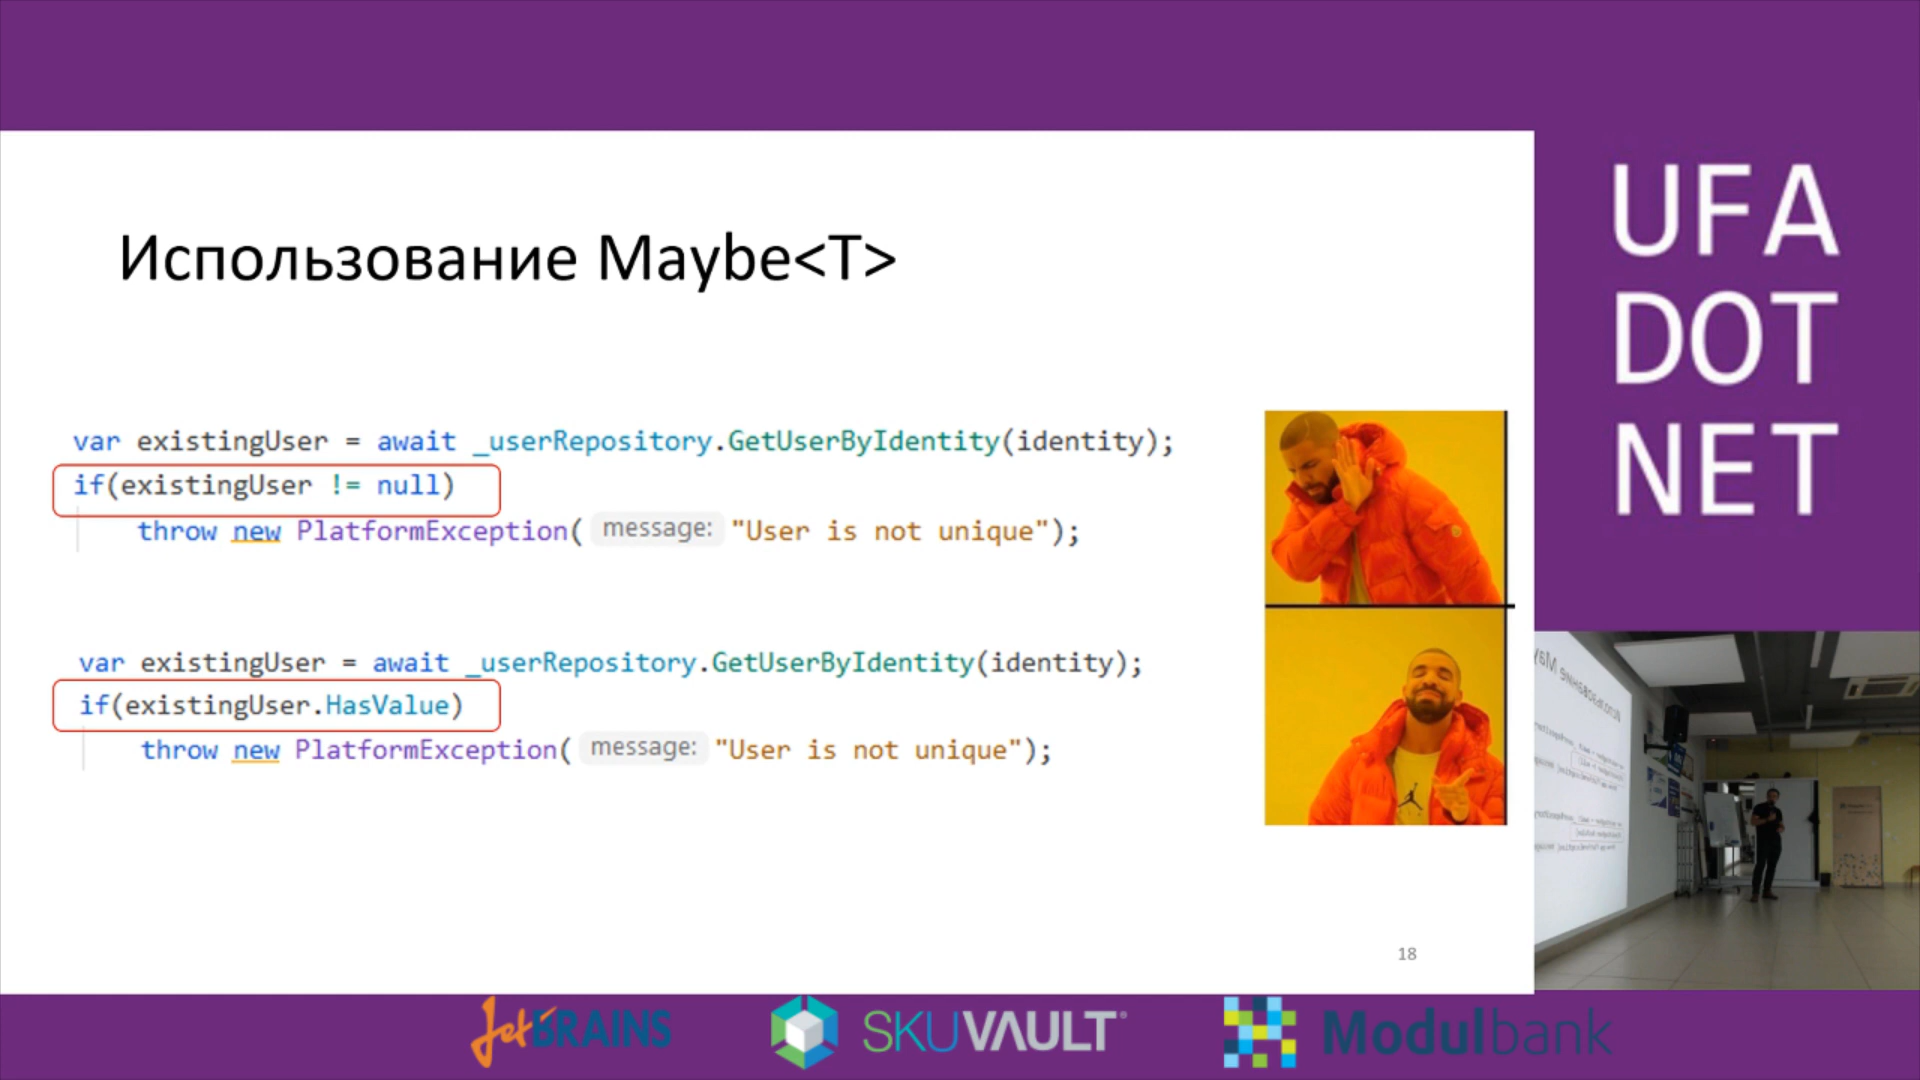 UFA
DOT
NET
Использование Maybe<T>
var existingUser = await _userRepository.GetUserByIdentity(identity);
if(existingUser != null)
throw new PlatformException( message: "User is not unique");
var existingUser = await _userRepository.GetUserByIdentity(identity);
if(existingUser.HasValue)
throw new PlatformException( message: "User is not unique");
18
JetBRAINS
SKUVAULT
Modulbank